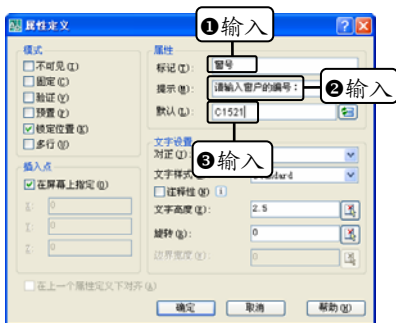 属性定义
❶输入
模式
不可见(I)
固定(C)
验证(V)
预置(P)
锁定位置(K)
多行(U)
属性
标记(T): 窗号
提示(M): 请输入窗户的编号:
❷输入
默认(L): C1521
❸输入
插入点
在屏幕上指定(O)
X: 0
Y: 0
Z: 0
文字设置
对正(J):
文字样式
注释性(N)
文字高度(E): 2.5
旋转(R): 0
边界宽度(W): 0
在上一个属性定义下对齐(A)
确定 取消 帮助(H)